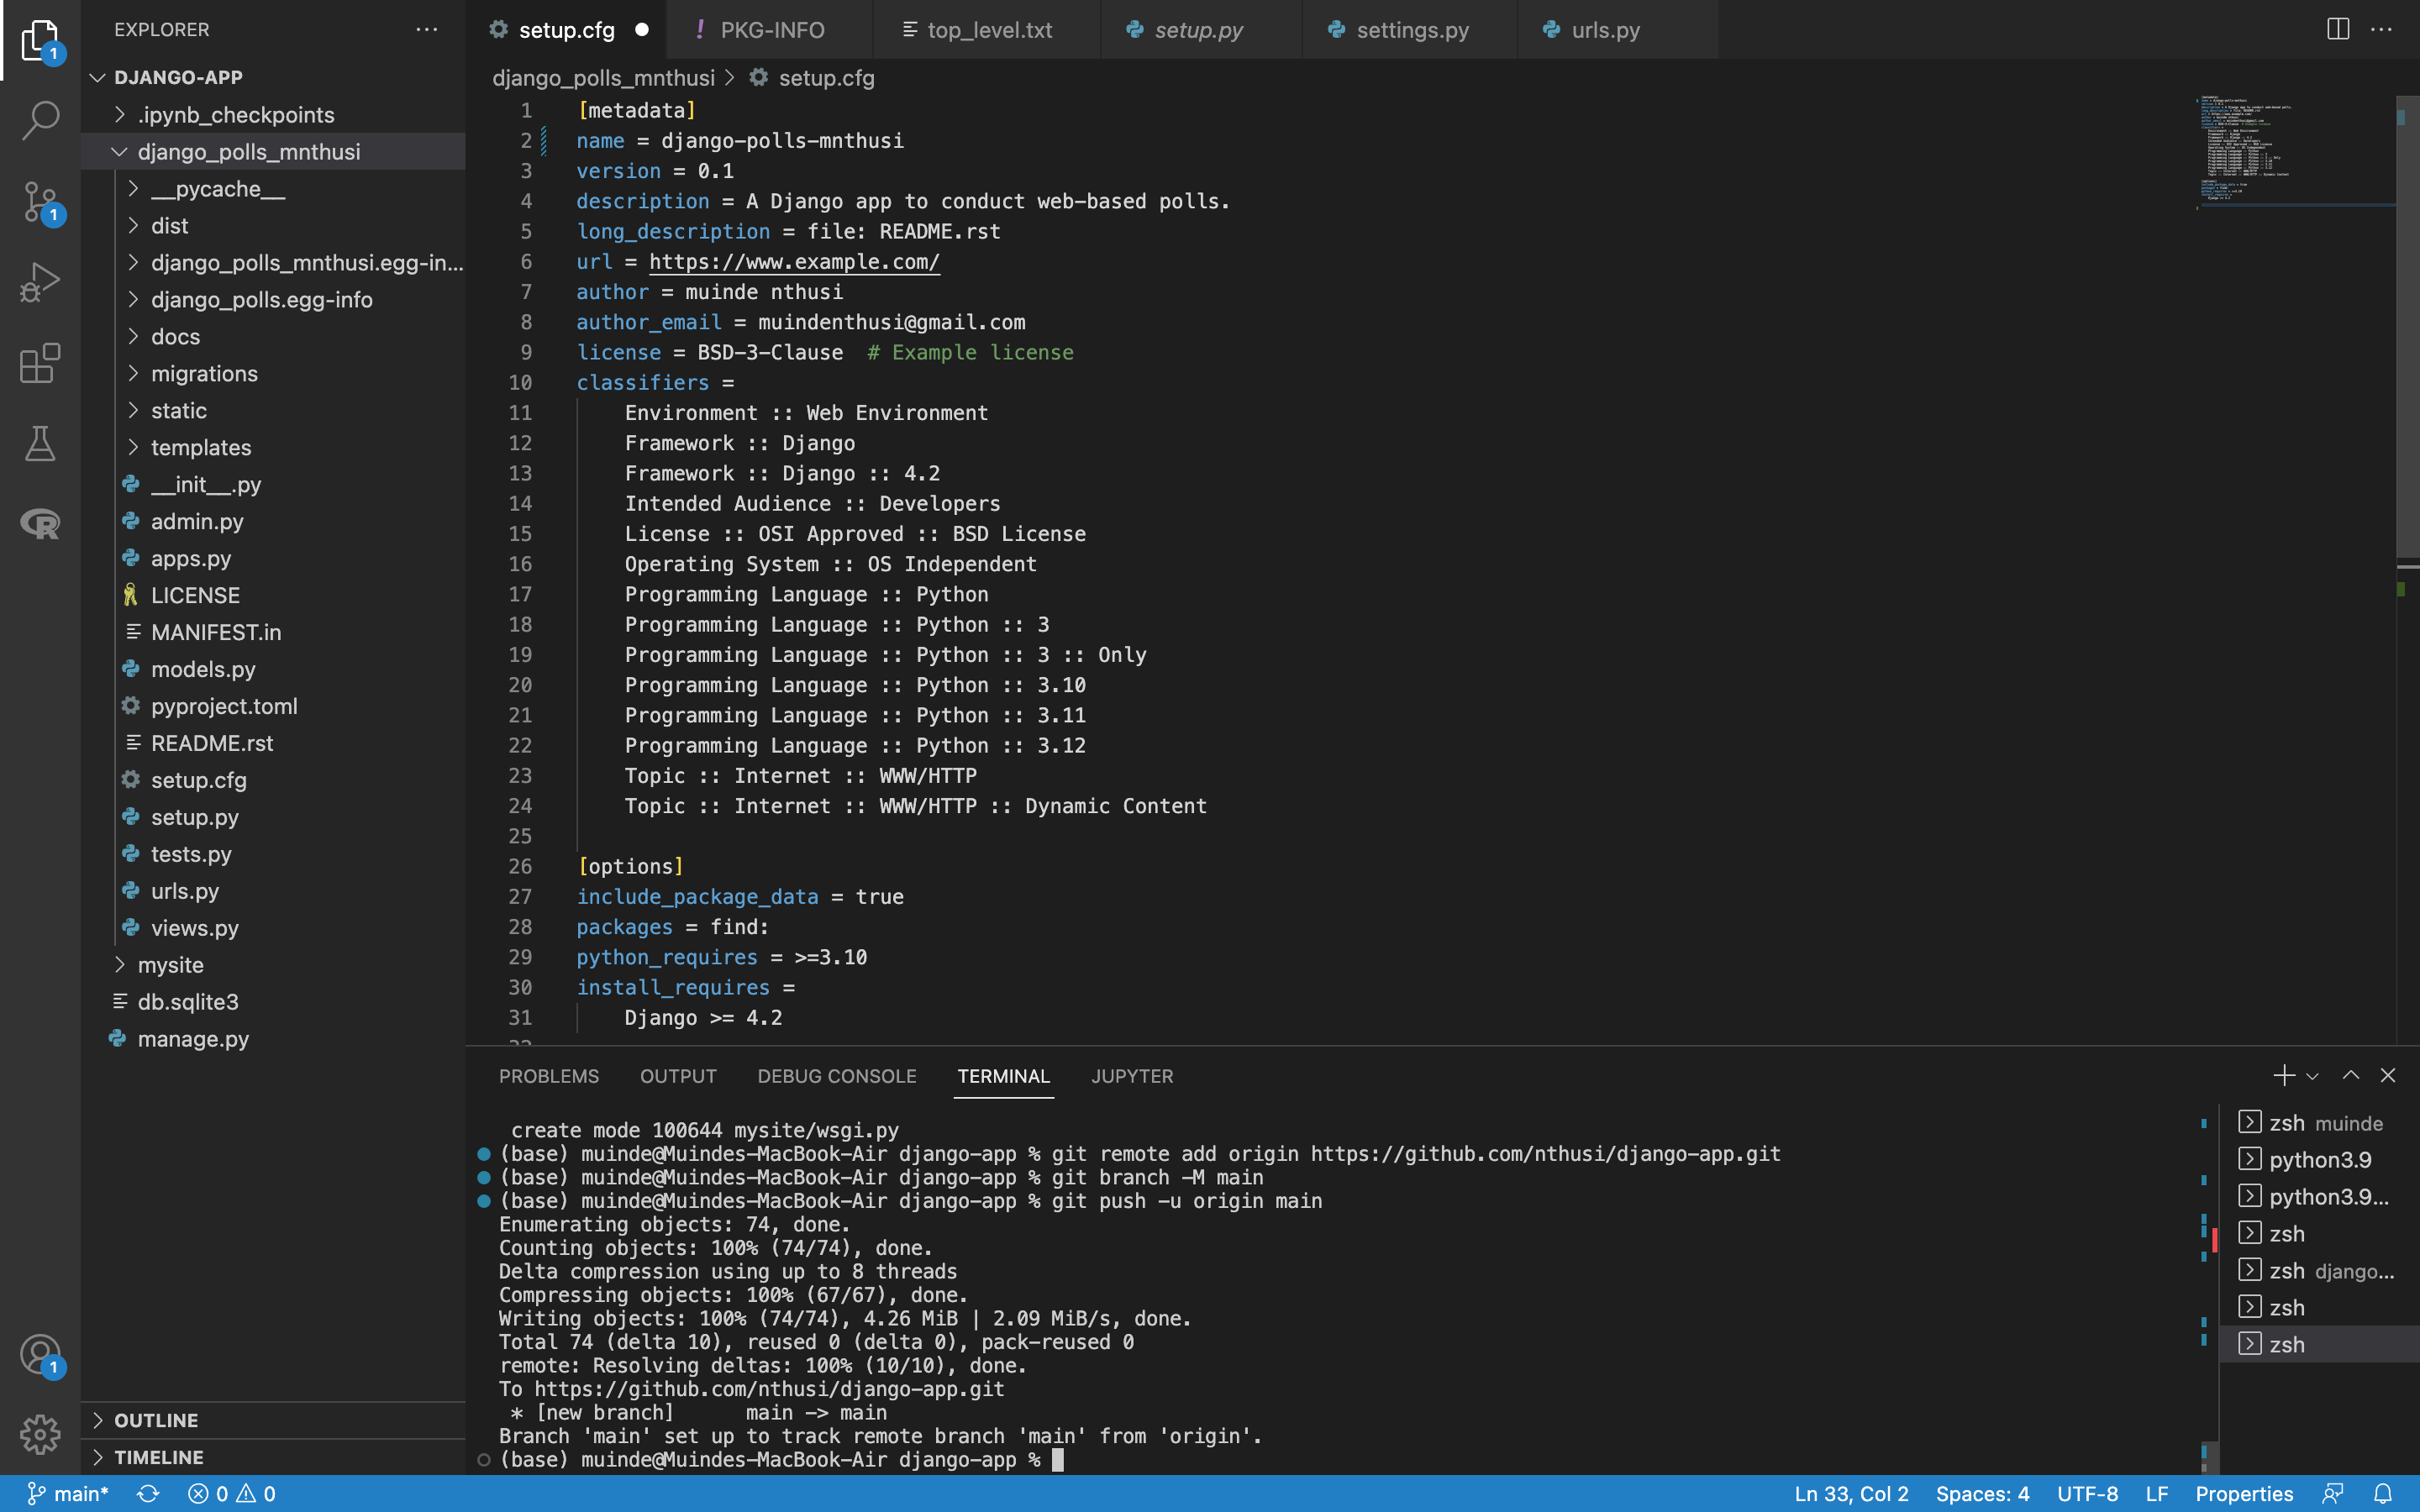 EXPLORER
DJANGO-APP
.ipynb_checkpoints
django_polls_mnthusi
__pycache__
dist
django_polls_mnthusi.egg-in...
django_polls.egg-info
docs
migrations
static
templates
__init__.py
admin.py
apps.py
LICENSE
MANIFEST.in
models.py
pyproject.toml
README.rst
setup.cfg
setup.py
tests.py
urls.py
views.py
mysite
db.sqlite3
manage.py
OUTLINE
TIMELINE
1
1
1
setup.cfg
PKG-INFO
top_level.txt
setup.py
settings.py
urls.py
django_polls_mnthusi > setup.cfg
1 [metadata]
2 name = django-polls-mnthusi
3 version = 0.1
4 description = A Django app to conduct web-based polls.
5 long_description = file: README.rst
6 url = https://www.example.com/
7 author = muinde nthusi
8 author_email = muindenthusi@gmail.com
9 license = BSD-3-Clause  # Example license
10 classifiers =
11     Environment :: Web Environment
12     Framework :: Django
13     Framework :: Django :: 4.2
14     Intended Audience :: Developers
15     License :: OSI Approved :: BSD License
16     Operating System :: OS Independent
17     Programming Language :: Python
18     Programming Language :: Python :: 3
19     Programming Language :: Python :: 3 :: Only
20     Programming Language :: Python :: 3.10
21     Programming Language :: Python :: 3.11
22     Programming Language :: Python :: 3.12
23     Topic :: Internet :: WWW/HTTP
24     Topic :: Internet :: WWW/HTTP :: Dynamic Content
25
26 [options]
27 include_package_data = true
28 packages = find:
29 python_requires = >=3.10
30 install_requires =
31     Django >= 4.2
PROBLEMS OUTPUT DEBUG CONSOLE TERMINAL JUPYTER
create mode 100644 mysite/wsgi.py
(base) muinde@Muindes-MacBook-Air django-app % git remote add origin https://github.com/nthusi/django-app.git
(base) muinde@Muindes-MacBook-Air django-app % git branch -M main
(base) muinde@Muindes-MacBook-Air django-app % git push -u origin main
Enumerating objects: 74, done.
Counting objects: 100% (74/74), done.
Delta compression using up to 8 threads
Compressing objects: 100% (67/67), done.
Writing objects: 100% (74/74), 4.26 MiB | 2.09 MiB/s, done.
Total 74 (delta 10), reused 0 (delta 0), pack-reused 0
remote: Resolving deltas: 100% (10/10), done.
To https://github.com/nthusi/django-app.git
* [new branch]      main -> main
Branch 'main' set up to track remote branch 'main' from 'origin'.
(base) muinde@Muindes-MacBook-Air django-app %
zsh muinde
python3.9
python3.9...
zsh
zsh django...
zsh
zsh
main* 0 0
Ln 33, Col 2 Spaces: 4 UTF-8 LF Properties